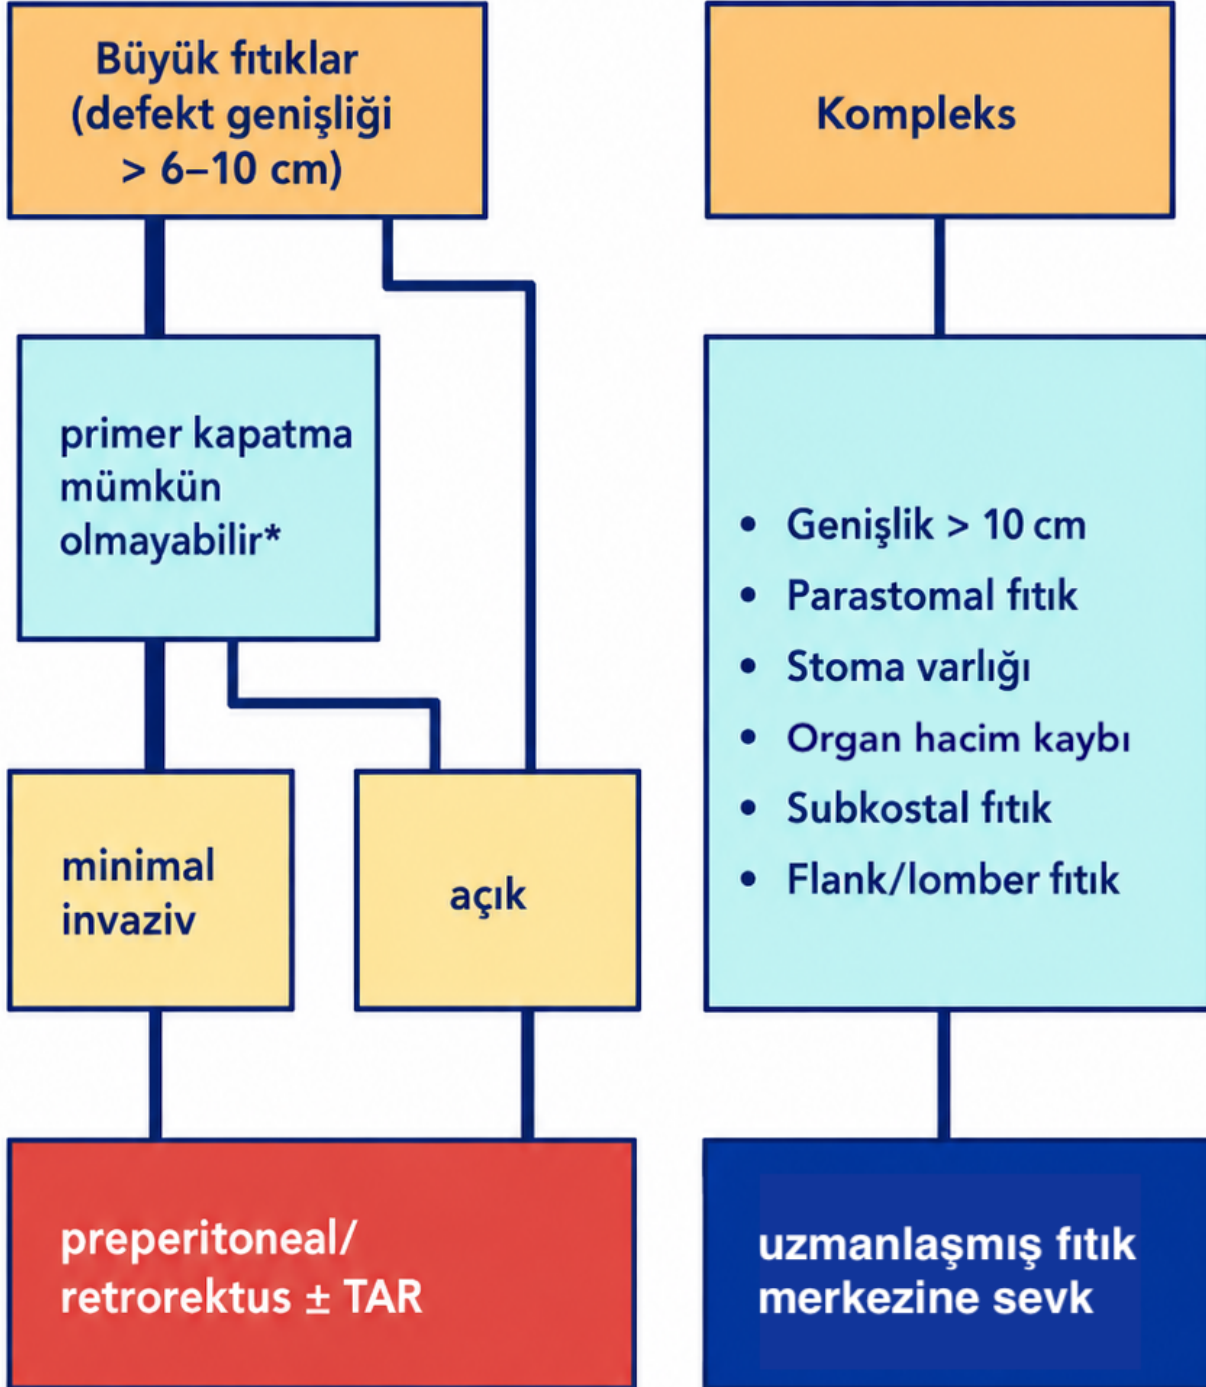 Büyük fıtıklar
(defekt genişliği
> 6–10 cm)
Kompleks
primer kapatma
mümkün
olmayabilir*
• Genişlik > 10 cm
• Parastomal fıtık
• Stoma varlığı
• Organ hacim kaybı
• Subkostal fıtık
• Flank/lomber fıtık
minimal
invaziv
açık
preperitoneal/
retrorektus ± TAR
uzmanlaşmış fıtık
merkezine sevk